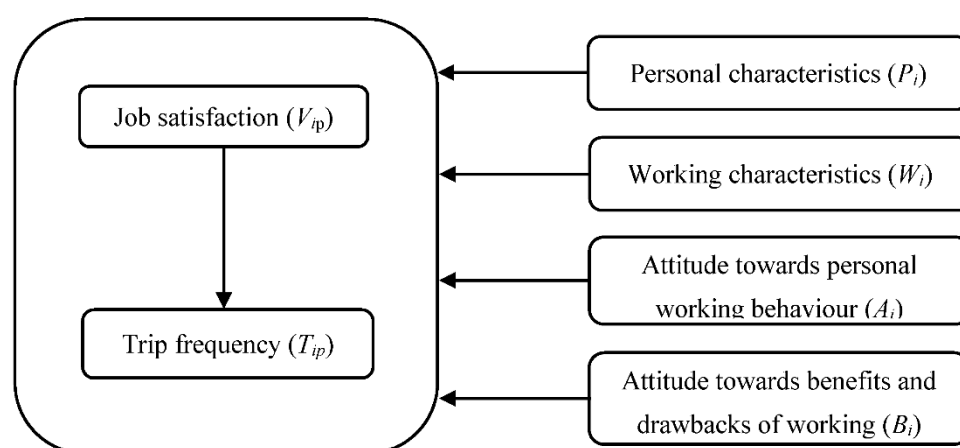 Job satisfaction (Vip)
Trip frequency (Tip)
Personal characteristics (Pi)
Working characteristics (Wi)
Attitude towards personal
working behaviour (Ai)
Attitude towards benefits and
drawbacks of working (Bi)